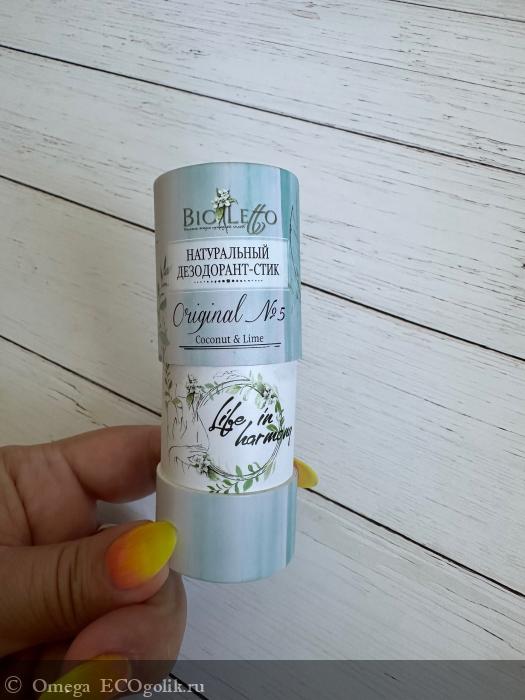 BioLetto
НАТУРАЛЬНЫЙ
ДЕЗОДОРАНТ-СТИК
Original №5
Coconut & Lime
Life in
harmony
© Omega ECOgolik.ru